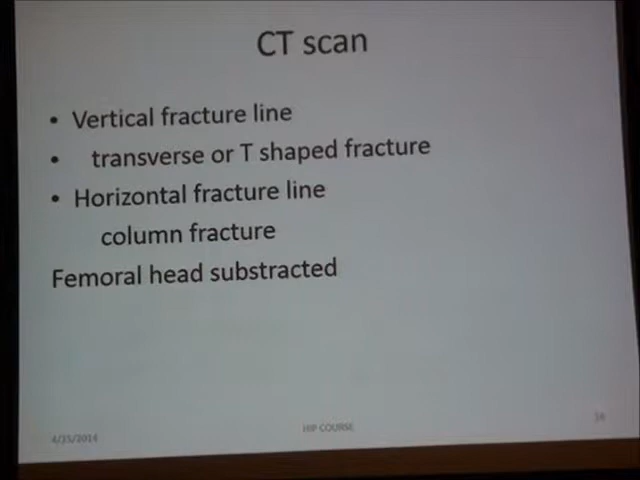 CT scan
• Vertical fracture line
• transverse or T shaped fracture
• Horizontal fracture line
column fracture
Femoral head substracted
4/15/2014
HIP COURSE